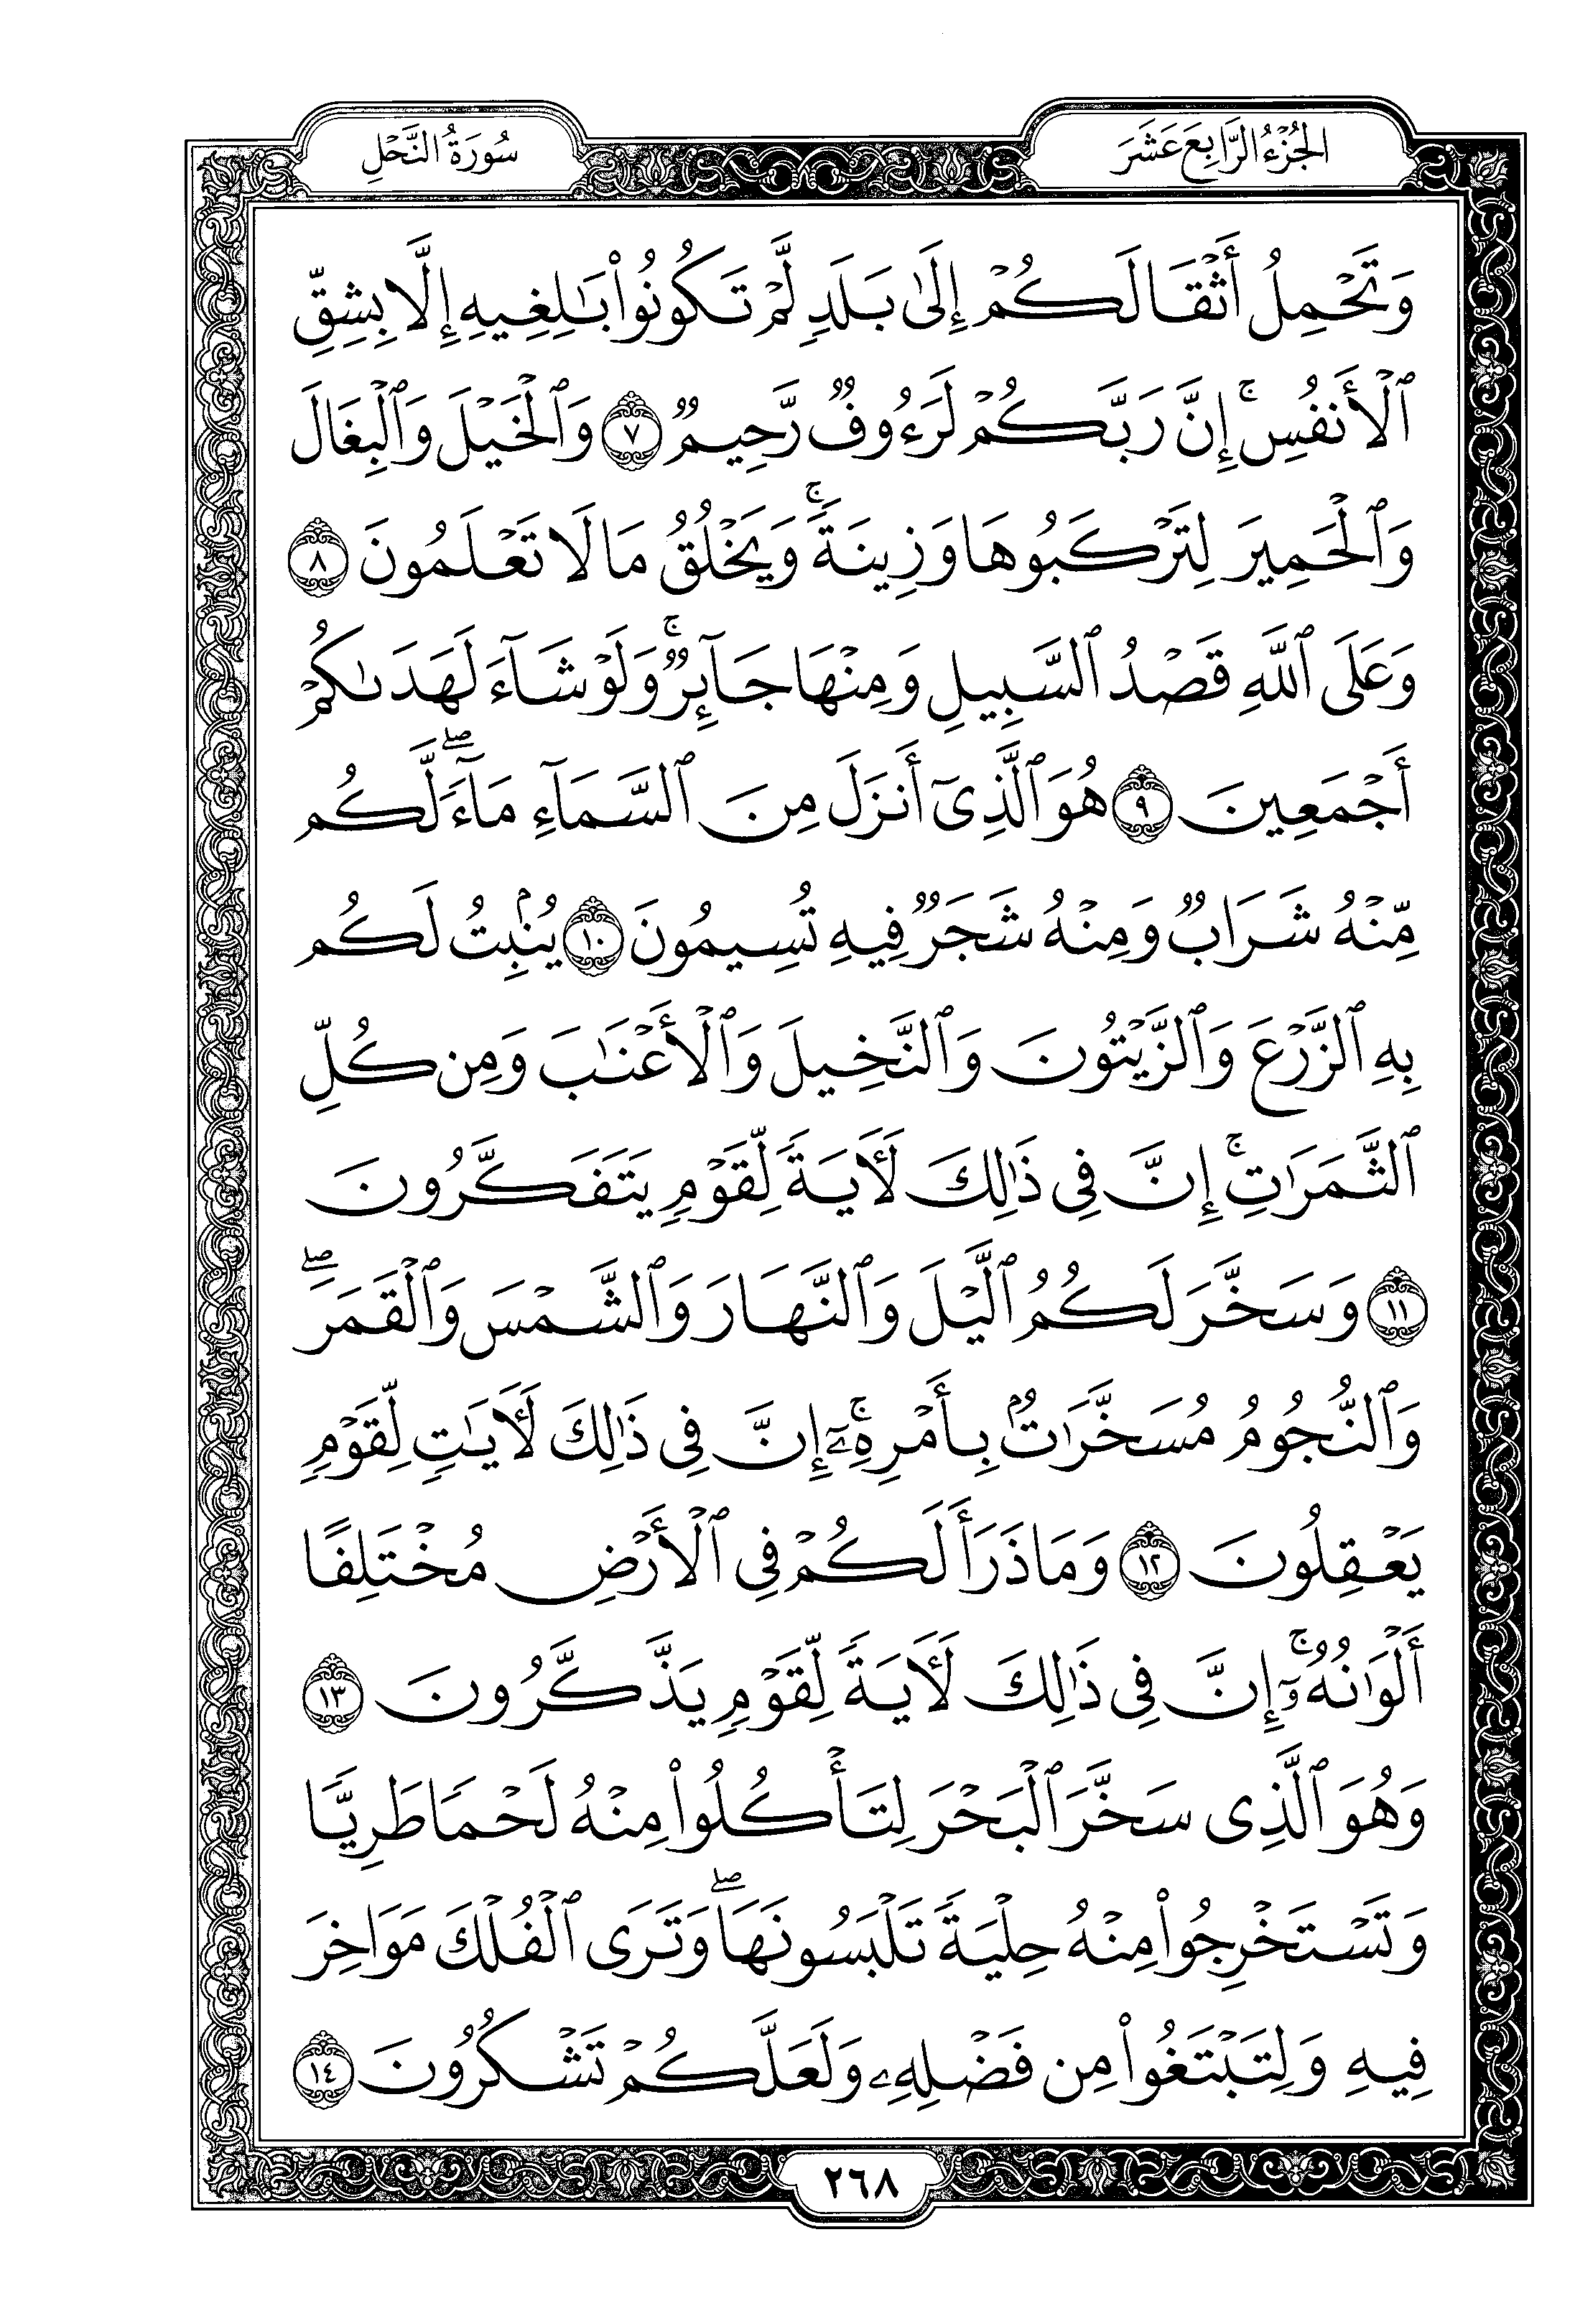 الجُزْءُ الرَّابِعَ عَشَرَ
سُورَةُ النَّحْلِ
وَتَحْمِلُ أَثْقَالَكُمْ إِلَىٰ بَلَدٍ لَّمْ تَكُونُوا۟ بَـٰلِغِيهِ إِلَّا بِشِقِّ
ٱلْأَنفُسِ ۚ إِنَّ رَبَّكُمْ لَرَءُوفٌ رَّحِيمٌ ٧ وَٱلْخَيْلَ وَٱلْبِغَالَ
وَٱلْحَمِيرَ لِتَرْكَبُوهَا وَزِينَةً ۚ وَيَخْلُقُ مَا لَا تَعْلَمُونَ ٨
وَعَلَى ٱللَّهِ قَصْدُ ٱلسَّبِيلِ وَمِنْهَا جَآئِرٌ ۚ وَلَوْ شَآءَ لَهَدَىٰكُمْ
أَجْمَعِينَ ٩ هُوَ ٱلَّذِىٓ أَنزَلَ مِنَ ٱلسَّمَآءِ مَآءً ۖ لَّكُم
مِّنْهُ شَرَابٌ وَمِنْهُ شَجَرٌ فِيهِ تُسِيمُونَ ١٠ يُنۢبِتُ لَكُم
بِهِ ٱلزَّرْعَ وَٱلزَّيْتُونَ وَٱلنَّخِيلَ وَٱلْأَعْنَـٰبَ وَمِن كُلِّ
ٱلثَّمَرَٰتِ ۚ إِنَّ فِى ذَٰلِكَ لَـَٔايَةً لِّقَوْمٍ يَتَفَكَّرُونَ
١١ وَسَخَّرَ لَكُمُ ٱلَّيْلَ وَٱلنَّهَارَ وَٱلشَّمْسَ وَٱلْقَمَرَ ۖ
وَٱلنُّجُومُ مُسَخَّرَٰتٌۢ بِأَمْرِهِۦٓ ۚ إِنَّ فِى ذَٰلِكَ لَـَٔايَـٰتٍ لِّقَوْمٍ
يَعْقِلُونَ ١٢ وَمَا ذَرَأَ لَكُمْ فِى ٱلْأَرْضِ مُخْتَلِفًا
أَلْوَٰنُهُۥٓ ۚ إِنَّ فِى ذَٰلِكَ لَـَٔايَةً لِّقَوْمٍ يَذَّكَّرُونَ ١٣
وَهُوَ ٱلَّذِى سَخَّرَ ٱلْبَحْرَ لِتَأْكُلُوا۟ مِنْهُ لَحْمًا طَرِيًّا
وَتَسْتَخْرِجُوا۟ مِنْهُ حِلْيَةً تَلْبَسُونَهَا ۖ وَتَرَى ٱلْفُلْكَ مَوَاخِرَ
فِيهِ وَلِتَبْتَغُوا۟ مِن فَضْلِهِۦ وَلَعَلَّكُمْ تَشْكُرُونَ ١٤
٢٦٨